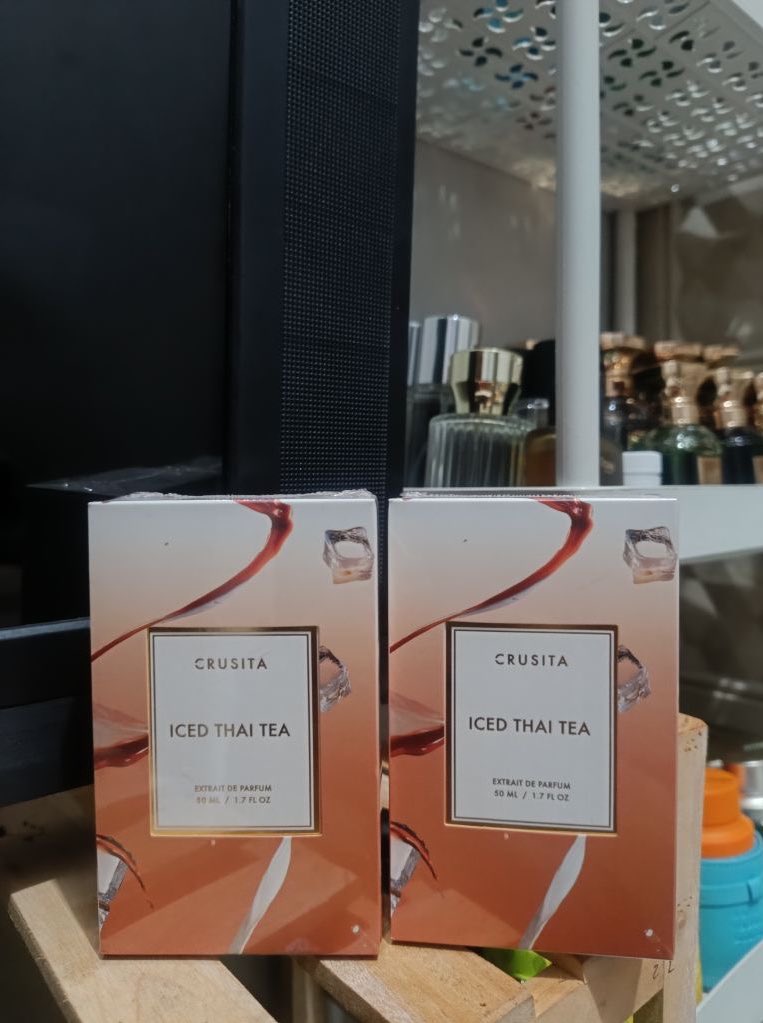 CRUSITA
ICED THAI TEA
EXTRAIT DE PARFUM
50 ML / 1.7 FL OZ
CRUSITA
ICED THAI TEA
EXTRAIT DE PARFUM
50 ML / 1.7 FL OZ